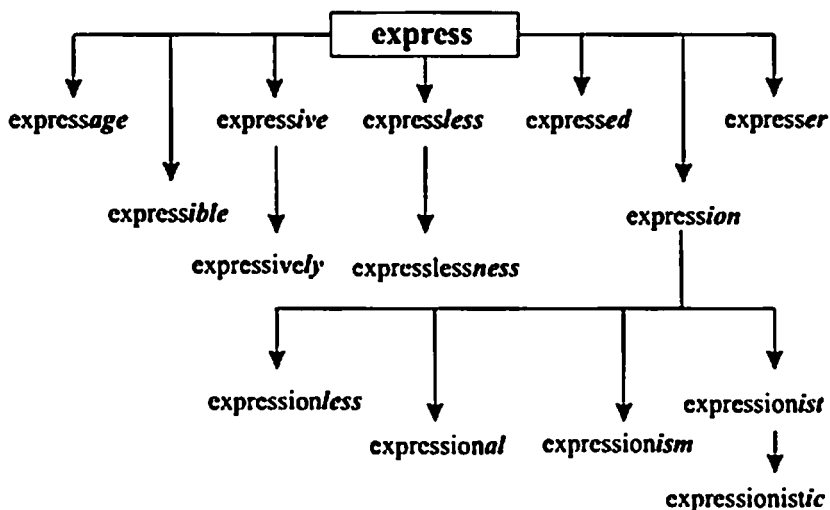 express
expressage
expressive
expressless
expressed
expresser
expressible
expression
expressively
expresslessness
expressionless
expressionist
expressional
expressionism
expressionistic